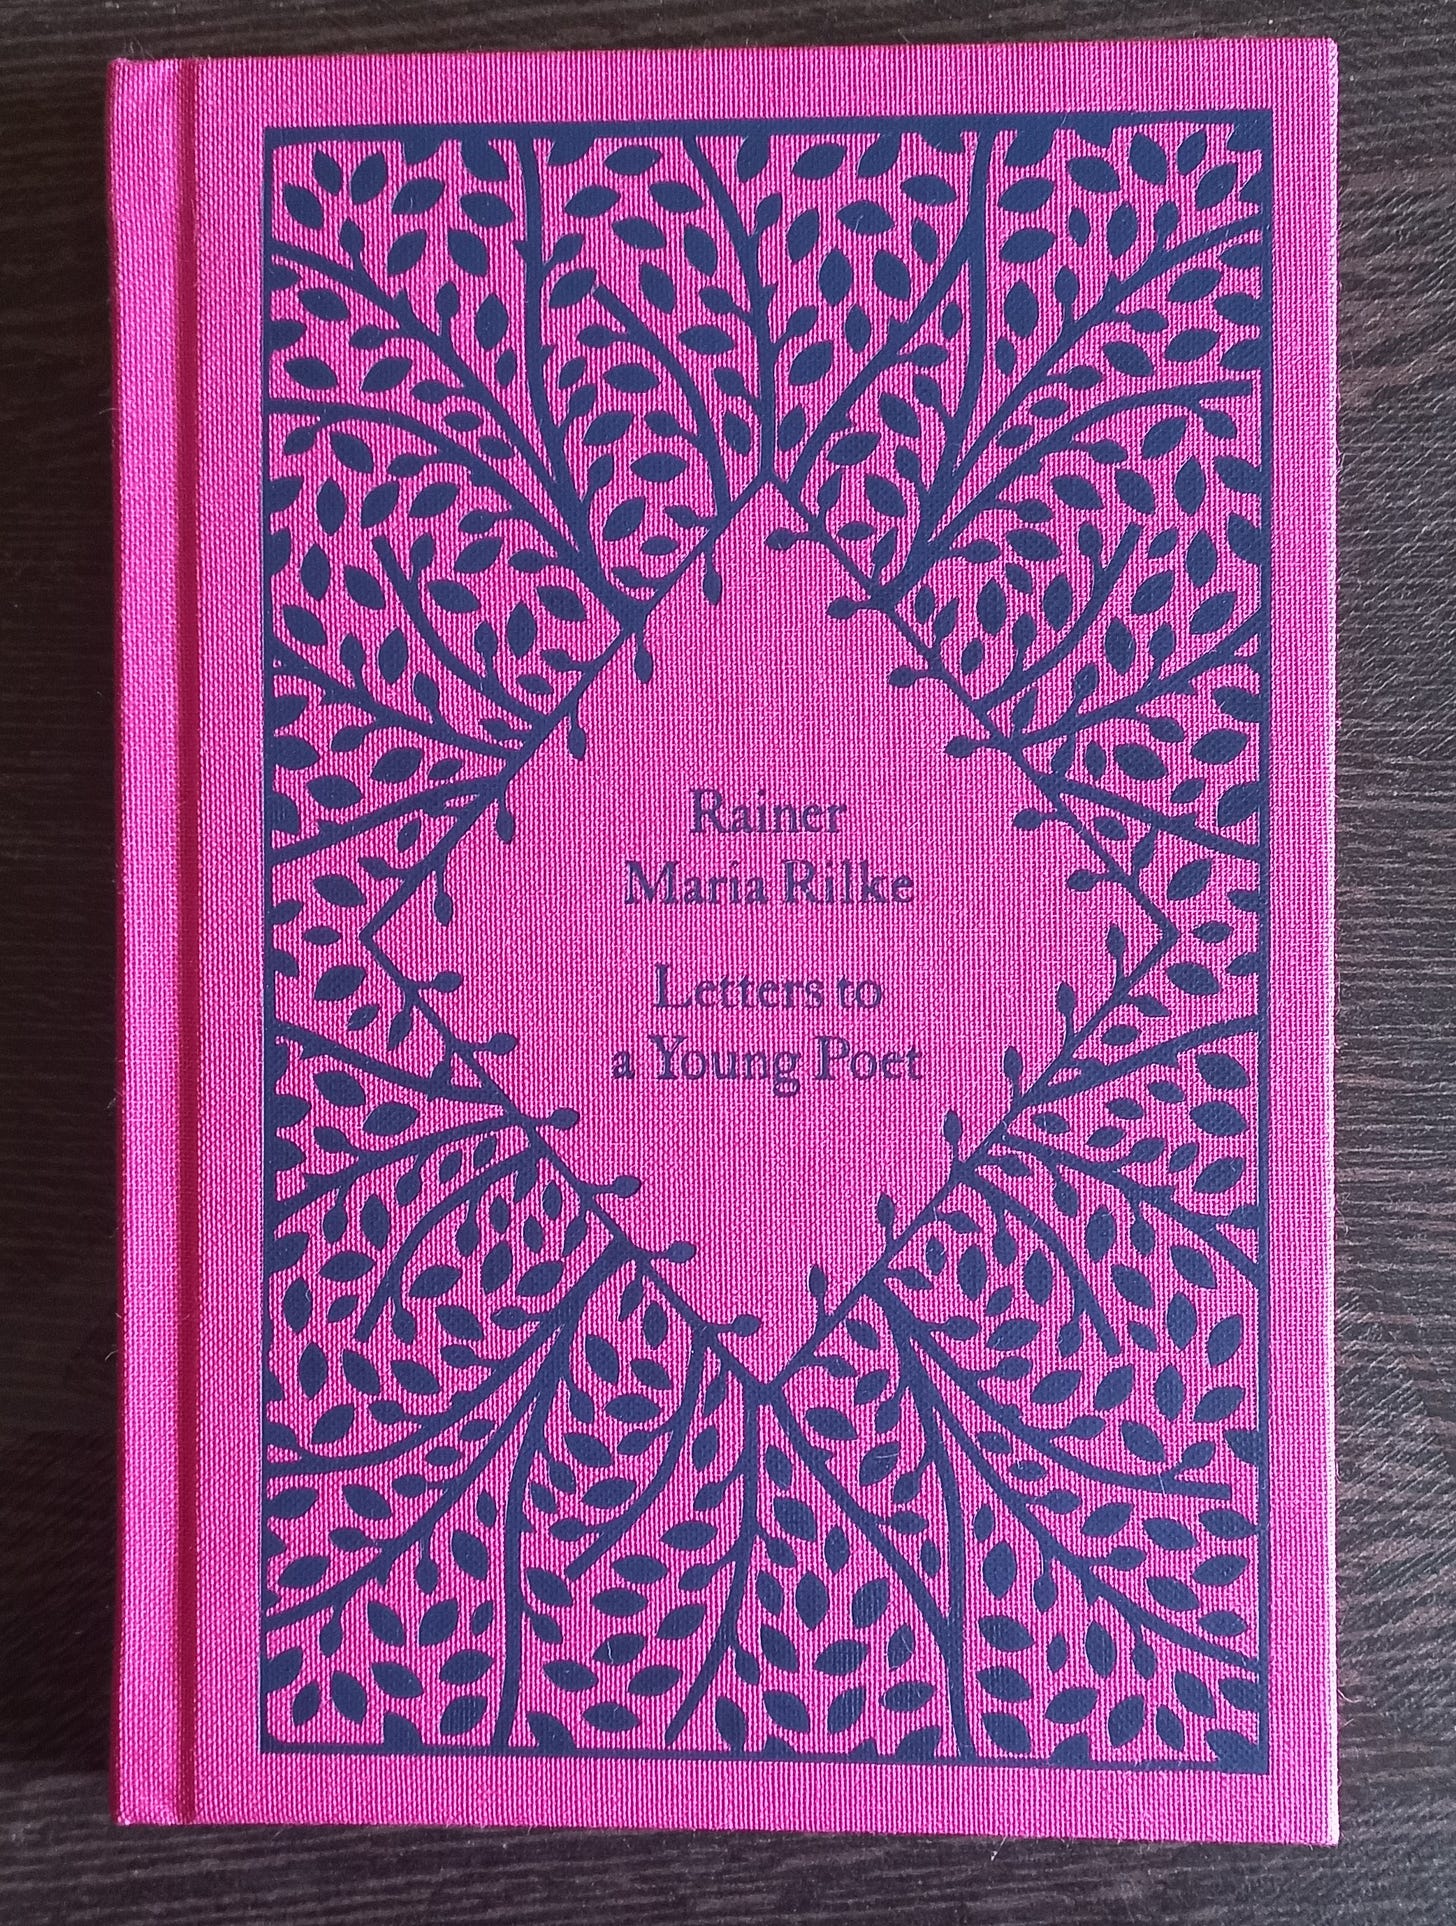 Rainer
Maria Rilke
Letters to
a Young Poet